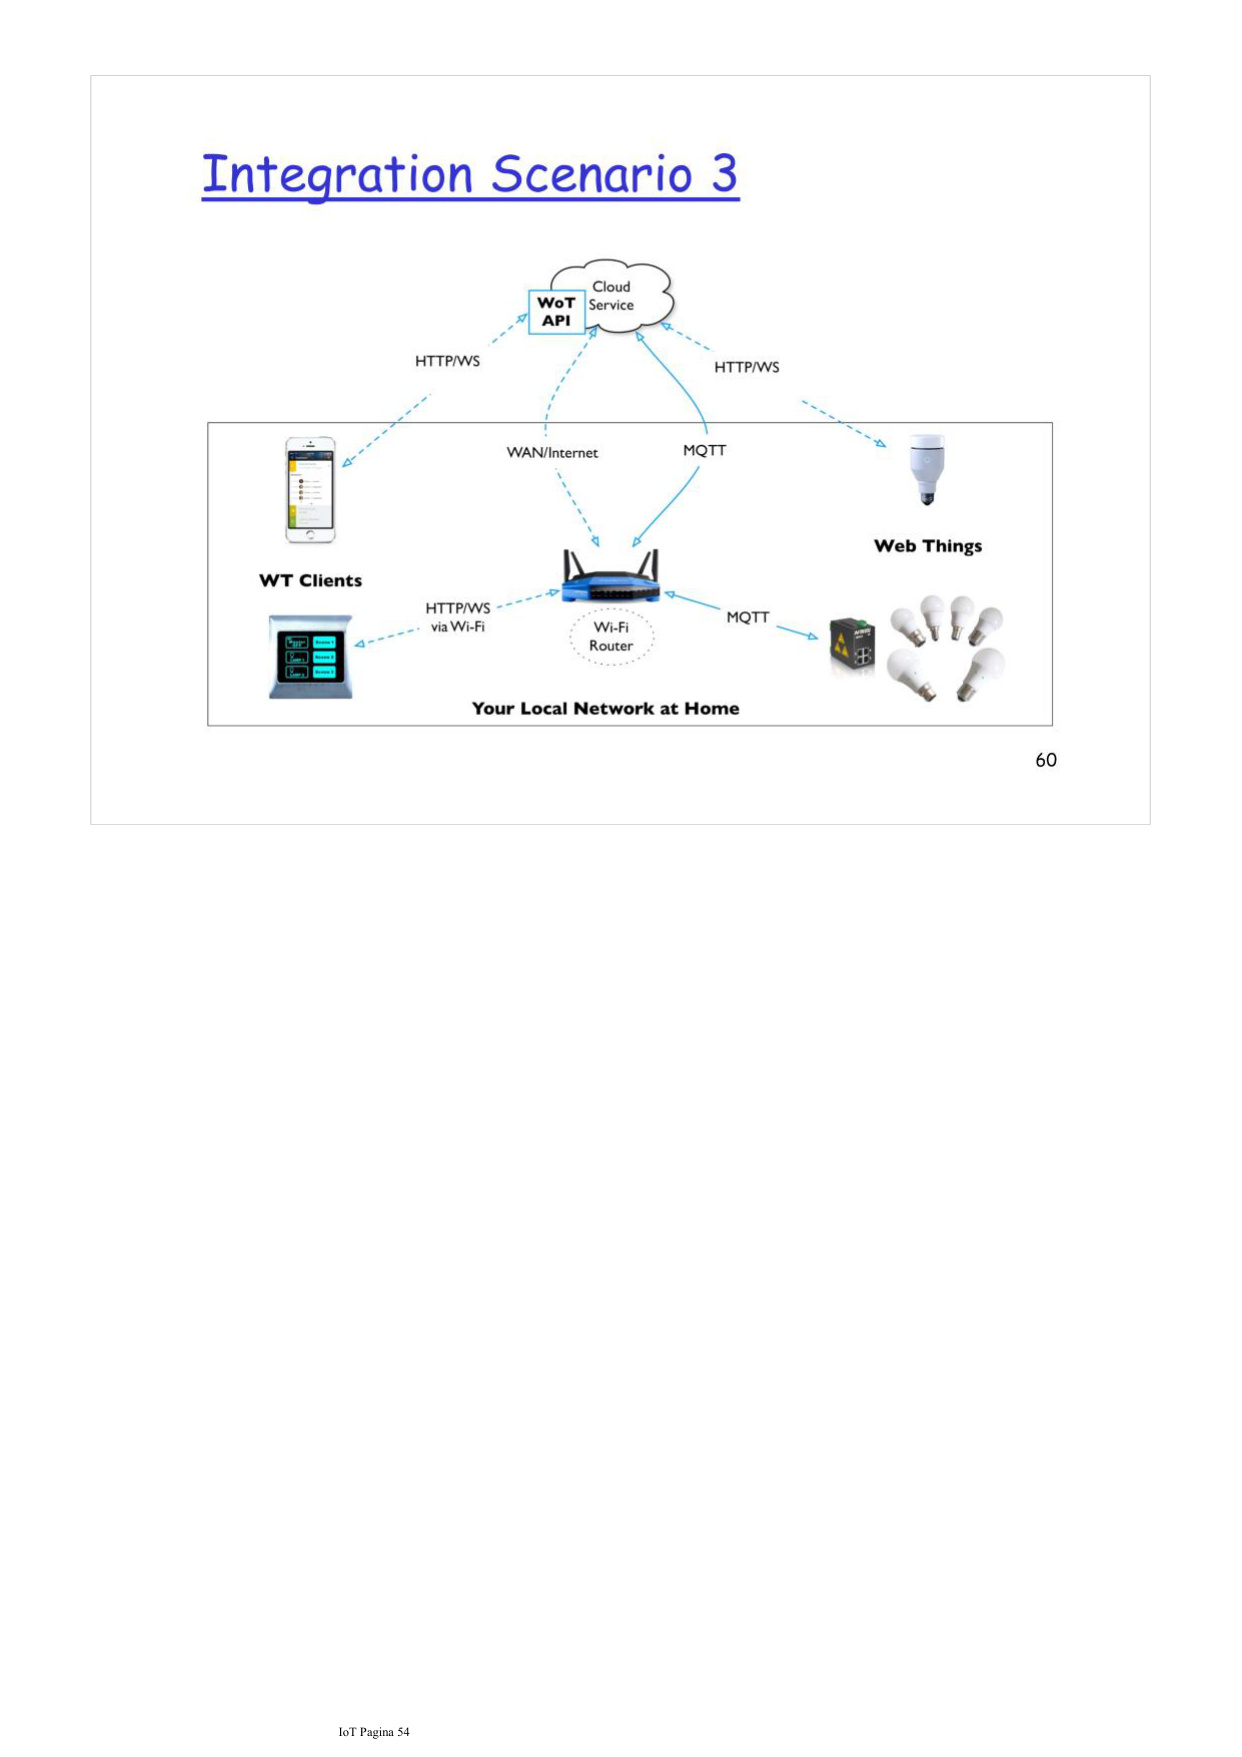 Integration Scenario 3
Cloud
Service
WoT
API
HTTP/WS
HTTP/WS
WAN/Internet
MQTT
Web Things
WT Clients
HTTP/WS
via Wi-Fi
MQTT
Wi-Fi
Router
Your Local Network at Home
60
IoT Pagina 54